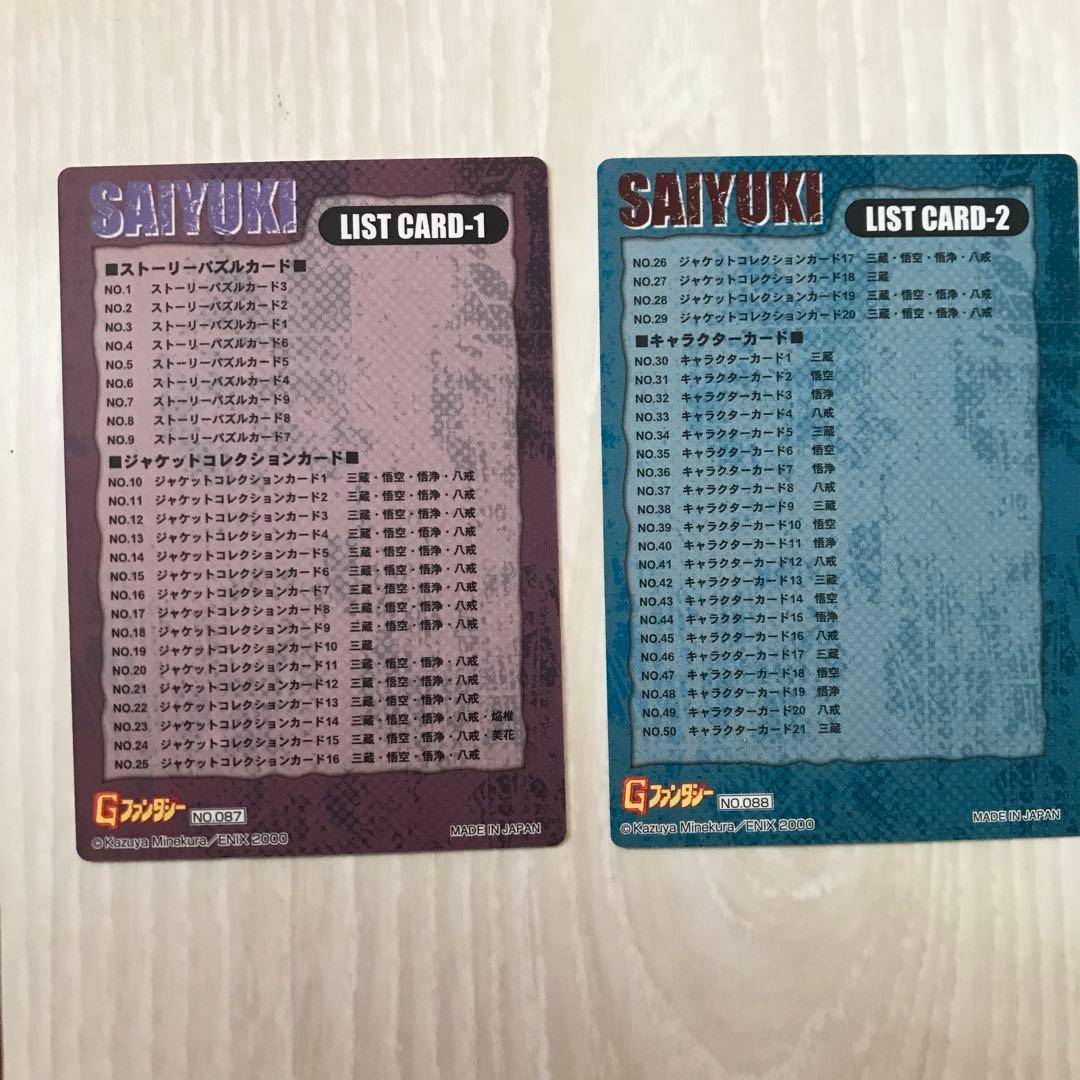 SAIYUKI
LIST CARD-1
■ストーリーパズルカード■
NO.1 ストーリーパズルカード3
NO.2 ストーリーパズルカード2
NO.3 ストーリーパズルカード1
NO.4 ストーリーパズルカード6
NO.5 ストーリーパズルカード5
NO.6 ストーリーパズルカード4
NO.7 ストーリーパズルカード9
NO.8 ストーリーパズルカード8
NO.9 ストーリーパズルカード7
■ジャケットコレクションカード■
NO.10 ジャケットコレクションカード1 三蔵・悟空・悟浄・八戒
NO.11 ジャケットコレクションカード2 三蔵・悟空・悟浄・八戒
NO.12 ジャケットコレクションカード3 三蔵・悟空・悟浄・八戒
NO.13 ジャケットコレクションカード4 三蔵・悟空・悟浄・八戒
NO.14 ジャケットコレクションカード5 三蔵・悟空・悟浄・八戒
NO.15 ジャケットコレクションカード6 三蔵・悟空・悟浄・八戒
NO.16 ジャケットコレクションカード7 三蔵・悟空・悟浄・八戒
NO.17 ジャケットコレクションカード8 三蔵・悟空・悟浄・八戒
NO.18 ジャケットコレクションカード9 三蔵・悟空・悟浄・八戒
NO.19 ジャケットコレクションカード10 三蔵
NO.20 ジャケットコレクションカード11 三蔵・悟空・悟浄・八戒
NO.21 ジャケットコレクションカード12 三蔵・悟空・悟浄・八戒
NO.22 ジャケットコレクションカード13 三蔵・悟空・悟浄・八戒
NO.23 ジャケットコレクションカード14 三蔵・悟空・悟浄・八戒・焔椎
NO.24 ジャケットコレクションカード15 三蔵・悟空・悟浄・八戒・美花
NO.25 ジャケットコレクションカード16 三蔵・悟空・悟浄・八戒
Gファンタジー
NO.087
©Kazuya Minekura/ENIX 2000
MADE IN JAPAN
SAIYUKI
LIST CARD-2
NO.26 ジャケットコレクションカード17 三蔵・悟空・悟浄・八戒
NO.27 ジャケットコレクションカード18 三蔵
NO.28 ジャケットコレクションカード19 三蔵・悟空・悟浄・八戒
NO.29 ジャケットコレクションカード20 三蔵・悟空・悟浄・八戒
■キャラクターカード■
NO.30 キャラクターカード1 三蔵
NO.31 キャラクターカード2 悟空
NO.32 キャラクターカード3 悟浄
NO.33 キャラクターカード4 八戒
NO.34 キャラクターカード5 三蔵
NO.35 キャラクターカード6 悟空
NO.36 キャラクターカード7 悟浄
NO.37 キャラクターカード8 八戒
NO.38 キャラクターカード9 三蔵
NO.39 キャラクターカード10 悟空
NO.40 キャラクターカード11 悟浄
NO.41 キャラクターカード12 八戒
NO.42 キャラクターカード13 三蔵
NO.43 キャラクターカード14 悟空
NO.44 キャラクターカード15 悟浄
NO.45 キャラクターカード16 八戒
NO.46 キャラクターカード17 三蔵
NO.47 キャラクターカード18 悟空
NO.48 キャラクターカード19 悟浄
NO.49 キャラクターカード20 八戒
NO.50 キャラクターカード21 三蔵
Gファンタジー
NO.088
©Kazuya Minekura/ENIX 2000
MADE IN JAPAN